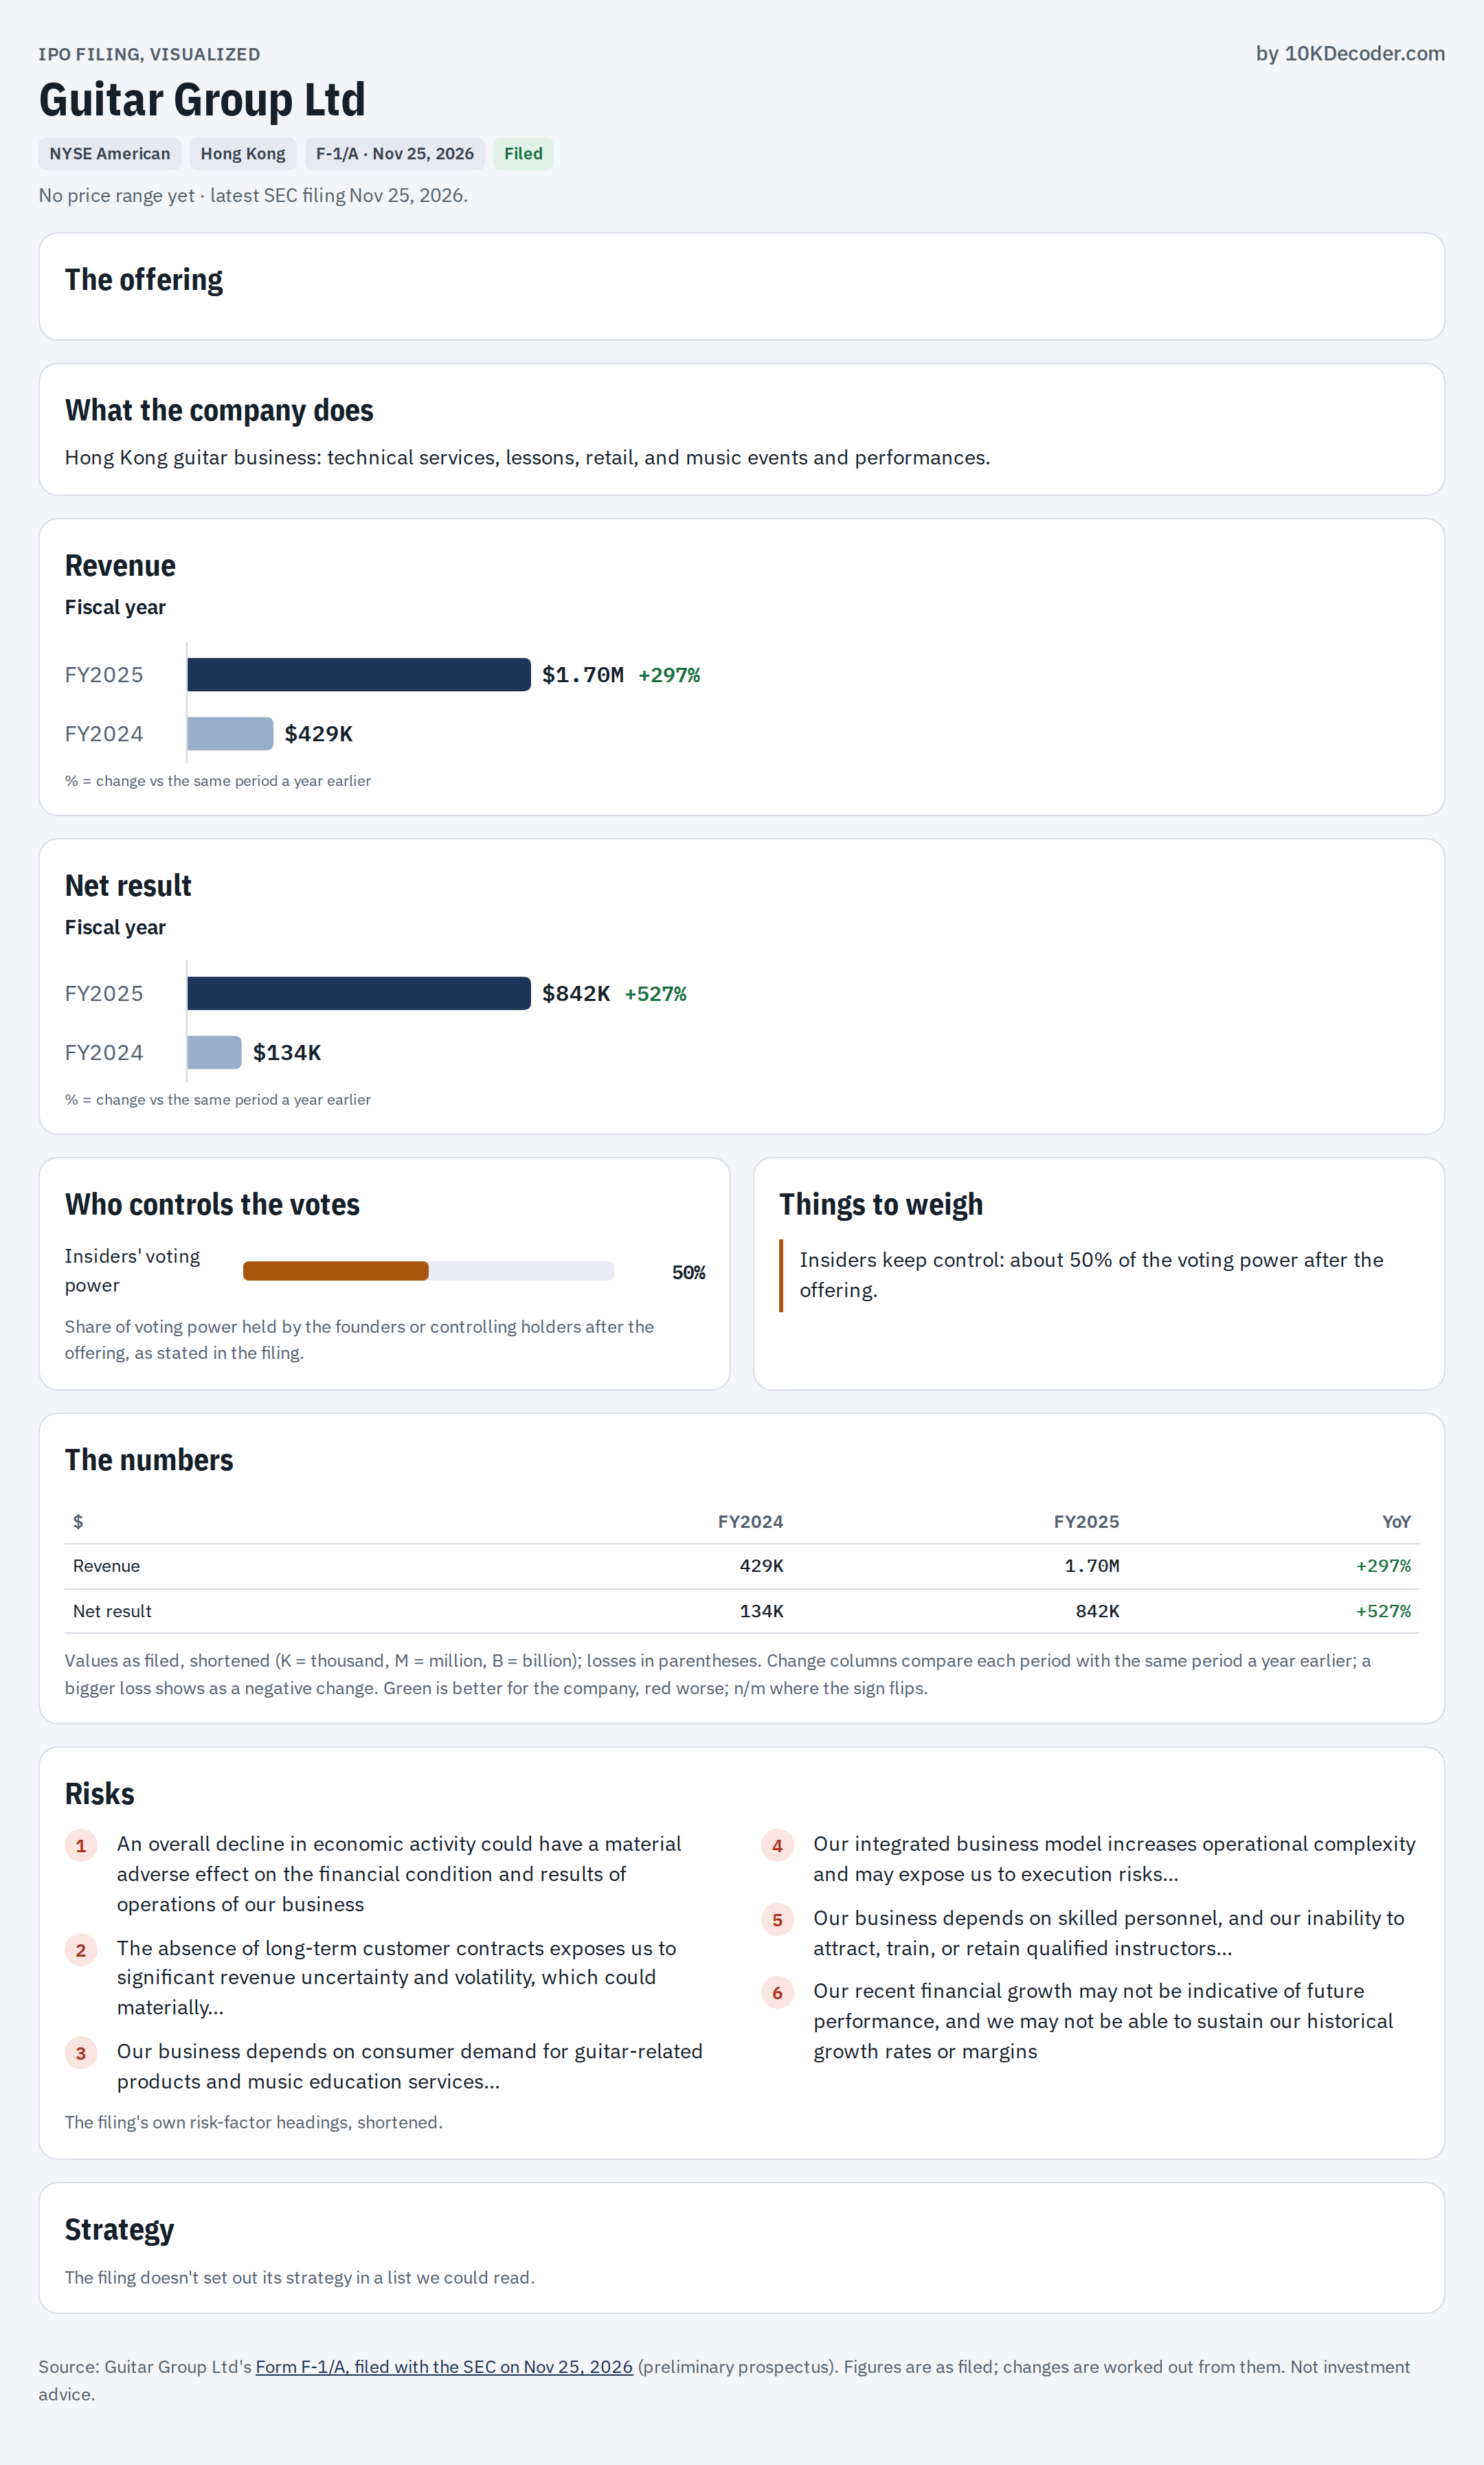 IPO FILING, VISUALIZED
by 10KDecoder.com
Guitar Group Ltd
NYSE American
Hong Kong
F-1/A · Nov 25, 2026
Filed
No price range yet · latest SEC filing Nov 25, 2026.
The offering
What the company does
Hong Kong guitar business: technical services, lessons, retail, and music events and performances.
Revenue
Fiscal year
FY2025 $1.70M +297%
FY2024 $429K
% = change vs the same period a year earlier
Net result
Fiscal year
FY2025 $842K +527%
FY2024 $134K
% = change vs the same period a year earlier
Who controls the votes
Insiders' voting
power
50%
Share of voting power held by the founders or controlling holders after the
offering, as stated in the filing.
Things to weigh
Insiders keep control: about 50% of the voting power after the
offering.
The numbers
$ FY2024 FY2025 YoY
Revenue 429K 1.70M +297%
Net result 134K 842K +527%
Values as filed, shortened (K = thousand, M = million, B = billion); losses in parentheses. Change columns compare each period with the same period a year earlier; a
bigger loss shows as a negative change. Green is better for the company, red worse; n/m where the sign flips.
Risks
1 An overall decline in economic activity could have a material
adverse effect on the financial condition and results of
operations of our business
2 The absence of long-term customer contracts exposes us to
significant revenue uncertainty and volatility, which could
materially…
3 Our business depends on consumer demand for guitar-related
products and music education services…
4 Our integrated business model increases operational complexity
and may expose us to execution risks…
5 Our business depends on skilled personnel, and our inability to
attract, train, or retain qualified instructors…
6 Our recent financial growth may not be indicative of future
performance, and we may not be able to sustain our historical
growth rates or margins
The filing's own risk-factor headings, shortened.
Strategy
The filing doesn't set out its strategy in a list we could read.
Source: Guitar Group Ltd's Form F-1/A, filed with the SEC on Nov 25, 2026 (preliminary prospectus). Figures are as filed; changes are worked out from them. Not investment
advice.